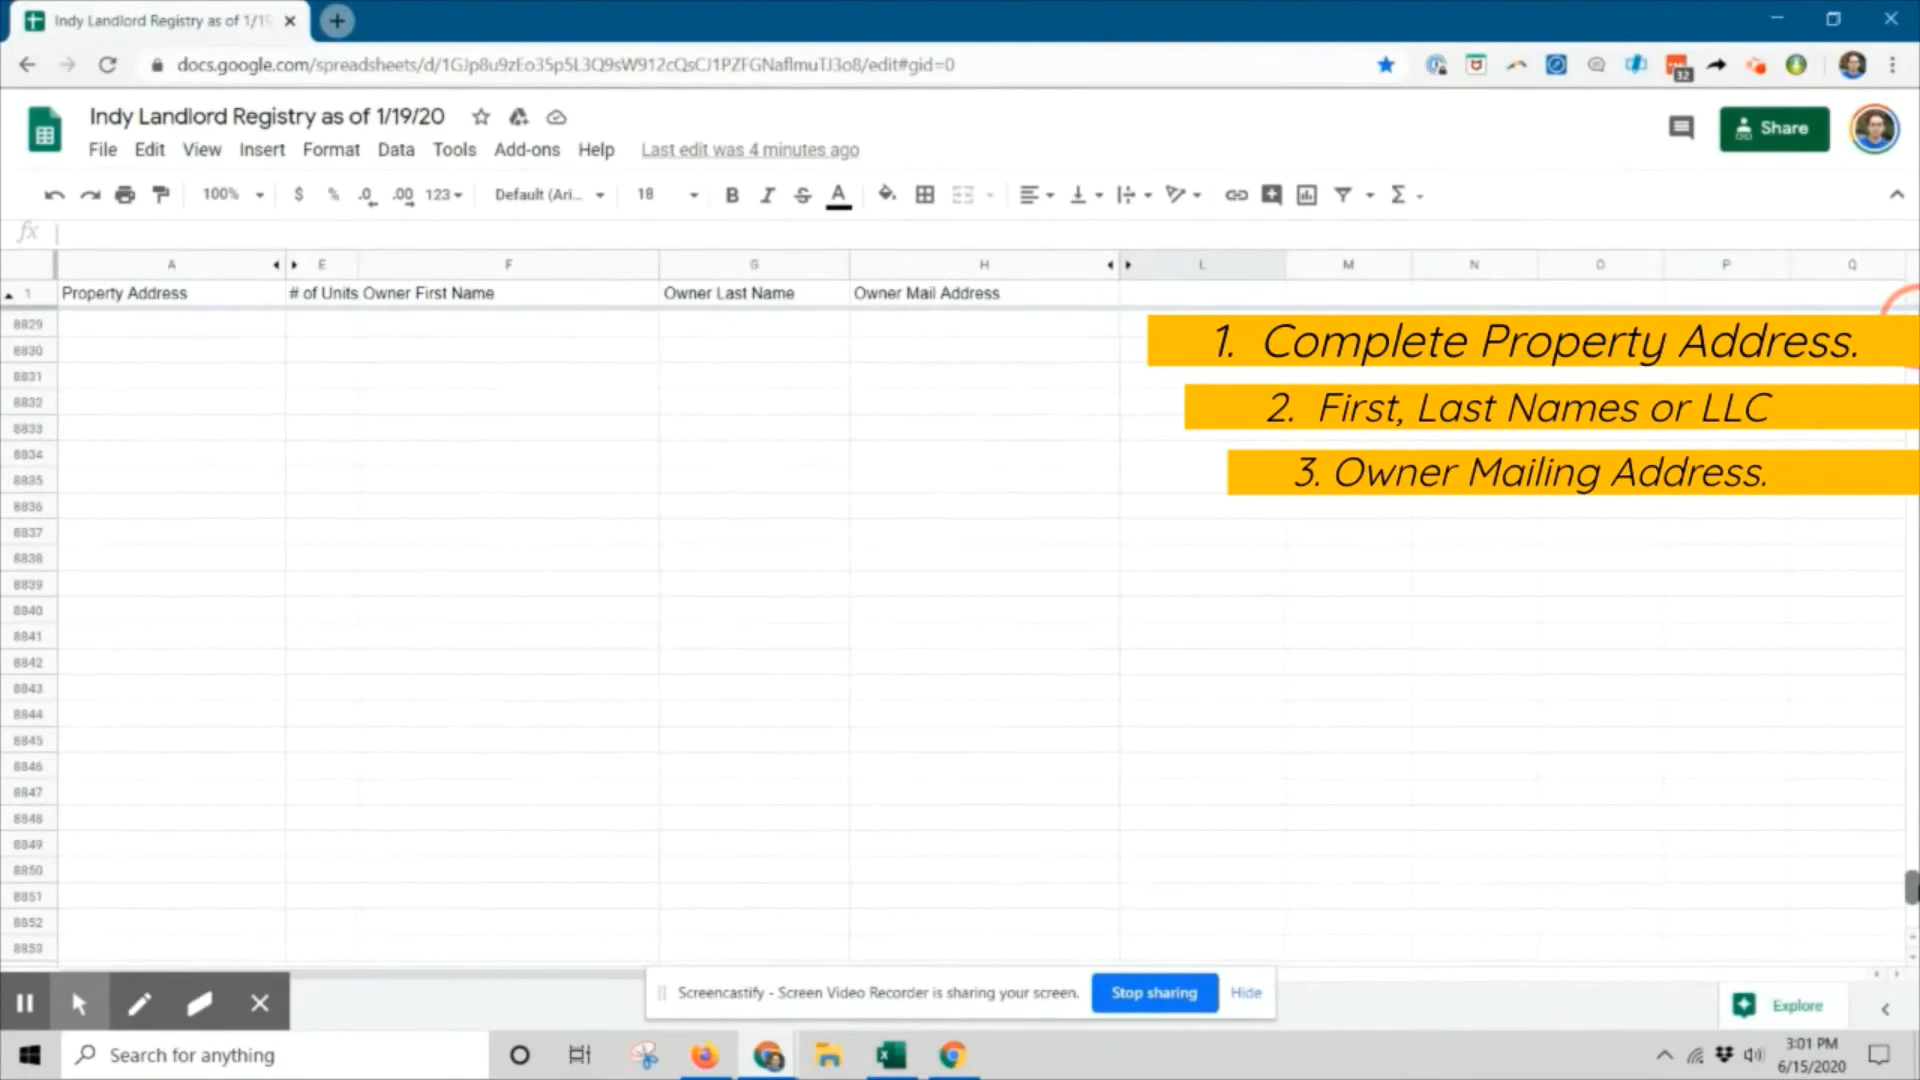 Indy Landlord Registry as of 1/19
docs.google.com/spreadsheets/d/1GJp8u9zEo35p5L3Q9sW912cQsCJ1PZFGNaflmuTJ3o8/edit#gid=0
32
Indy Landlord Registry as of 1/19/20
Share
File Edit View Insert Format Data Tools Add-ons Help Last edit was 4 minutes ago
100% $ % .0 .00 123 Default (Ari... 18 B I S A Σ
fx
A E F G H L M N O P Q
1 Property Address # of Units Owner First Name Owner Last Name Owner Mail Address
8829
1. Complete Property Address.
8830
8831
8832
2. First, Last Names or LLC
8833
8834
8835
3. Owner Mailing Address.
8836
8837
8838
8839
8840
8841
8842
8843
8844
8845
8846
8847
8848
8849
8850
8851
8852
8853
Screencastify - Screen Video Recorder is sharing your screen. Stop sharing Hide
Explore
Search for anything
3:01 PM
6/15/2020